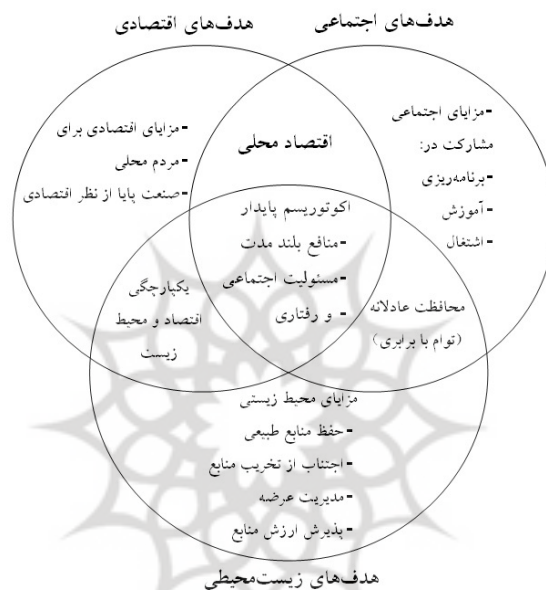 هدف‌های اجتماعی
هدف‌های اقتصادی
-مزایای اجتماعی
مشارکت در:
-برنامه‌ریزی
-آموزش
-اشتغال
اقتصاد محلی
-مزایای اقتصادی برای
-مردم محلی
-صنعت پایا از نظر اقتصادی
اکوتوریسم پایدار
-منافع بلند مدت
-مسئولیت اجتماعی
- و رفتاری
محافظت عادلانه
(توام با برابری)
یکپارچگی
اقتصاد و محیط
زیست
مزایای محیط زیستی
-حفظ منابع طبیعی
-اجتناب از تخریب منابع
-مدیریت عرضه
-پذیرش ارزش منابع
هدف‌های زیست‌محیطی